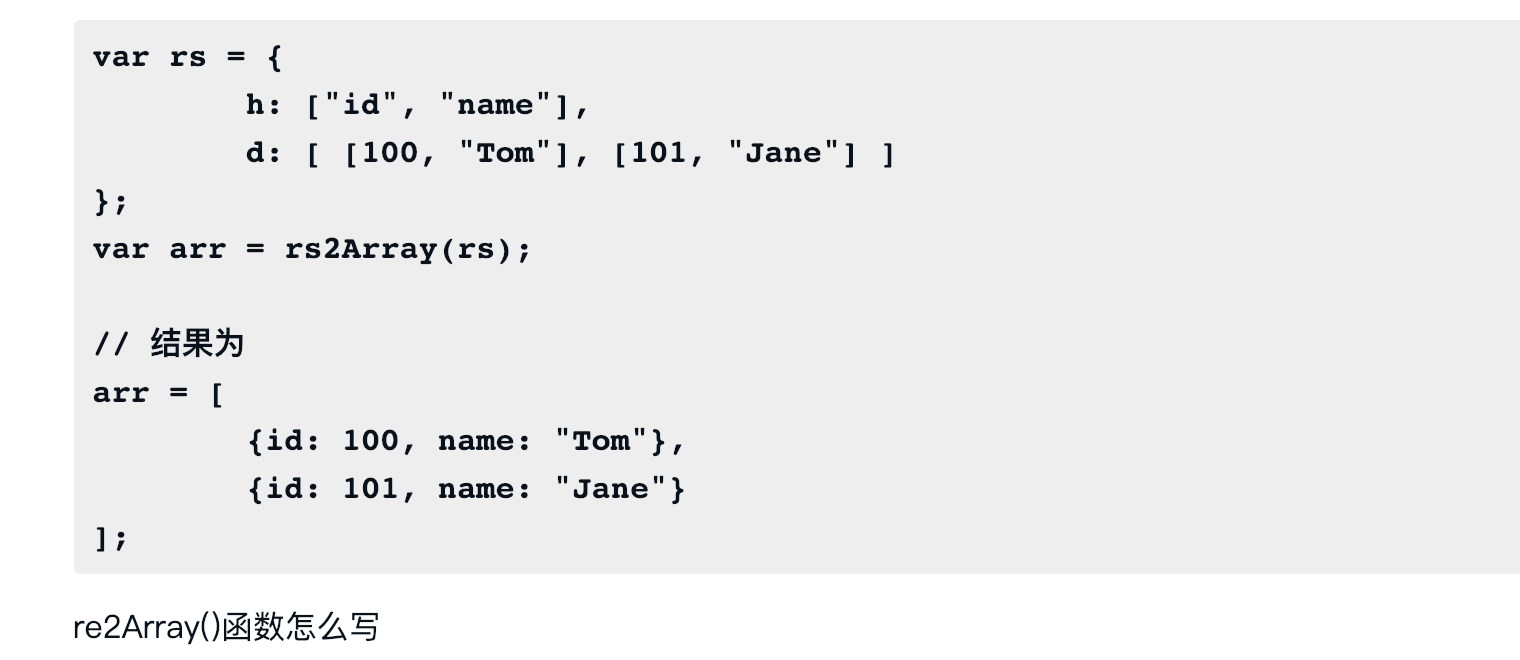 var rs = {
        h: ["id", "name"],
        d: [ [100, "Tom"], [101, "Jane"] ]
};
var arr = rs2Array(rs);

// 结果为
arr = [
        {id: 100, name: "Tom"},
        {id: 101, name: "Jane"}
];
re2Array()函数怎么写